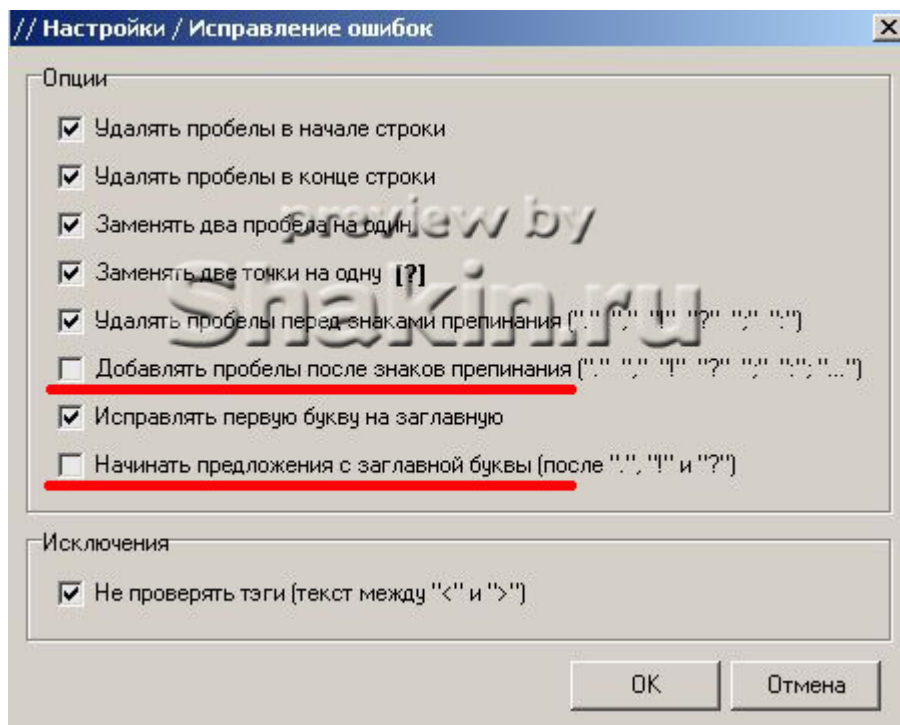 // Настройки / Исправление ошибок
Опции
Удалять пробелы в начале строки
Удалять пробелы в конце строки
Заменять два пробела на один
preview by
Заменять две точки на одну [?]
Shakin.ru
Удалять пробелы перед знаками препинания ("." "," "!" "?" ";" ":")
Добавлять пробелы после знаков препинания ("." "," "!" "?" ";" ":"; "...")
Исправлять первую букву на заглавную
Начинать предложения с заглавной буквы (после ".", "!" и "?")
Исключения
Не проверять тэги (текст между "<" и ">")
OK Отмена